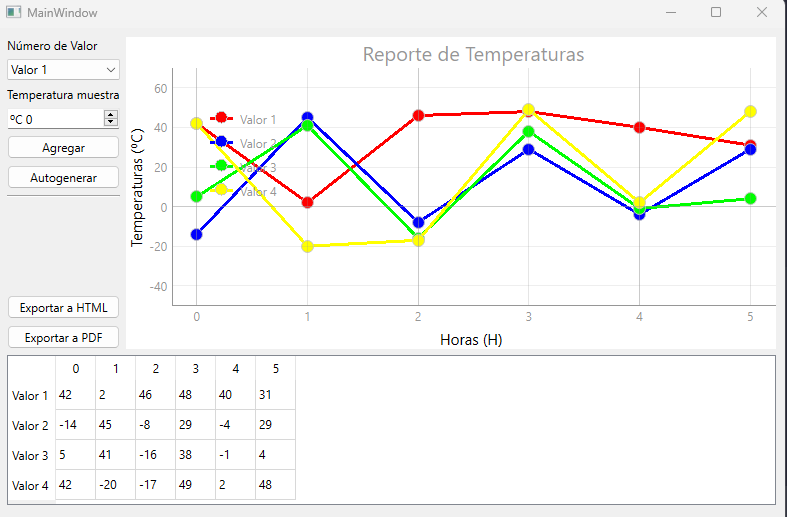 MainWindow
Número de Valor
Valor 1
Temperatura muestra
ºC 0
Agregar
Autogenerar
Exportar a HTML
Exportar a PDF
Reporte de Temperaturas
Temperaturas (ºC)
60
40
20
0
-20
-40
Valor 1
Valor 2
Valor 3
Valor 4
0 1 2 3 4 5
Horas (H)
0 1 2 3 4 5
Valor 1 42 2 46 48 40 31
Valor 2 -14 45 -8 29 -4 29
Valor 3 5 41 -16 38 -1 4
Valor 4 42 -20 -17 49 2 48